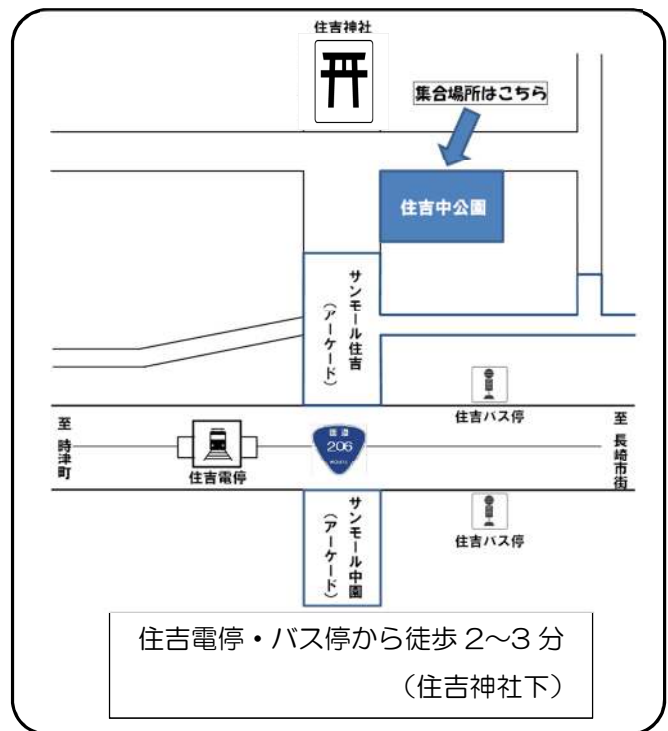 住吉神社
集合場所はこちら
住吉中公園
サンモール住吉
（アーケード）
住吉バス停
至 時津町
住吉電停
国道
206
ROUTE
至 長崎市街
サンモール中園
（アーケード）
住吉バス停
住吉電停・バス停から徒歩 2～3 分
（住吉神社下）